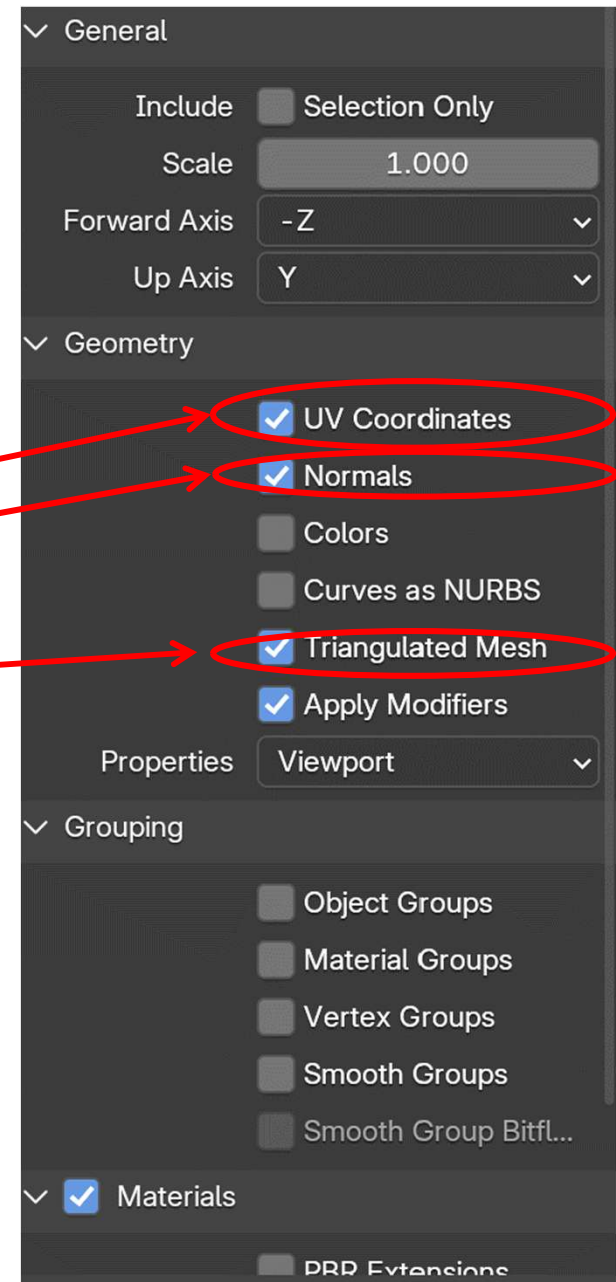 General
Include Selection Only
Scale 1.000
Forward Axis -Z
Up Axis Y
Geometry
UV Coordinates
Normals
Colors
Curves as NURBS
Triangulated Mesh
Apply Modifiers
Properties Viewport
Grouping
Object Groups
Material Groups
Vertex Groups
Smooth Groups
Smooth Group Bitfl...
Materials
PBR Extensions